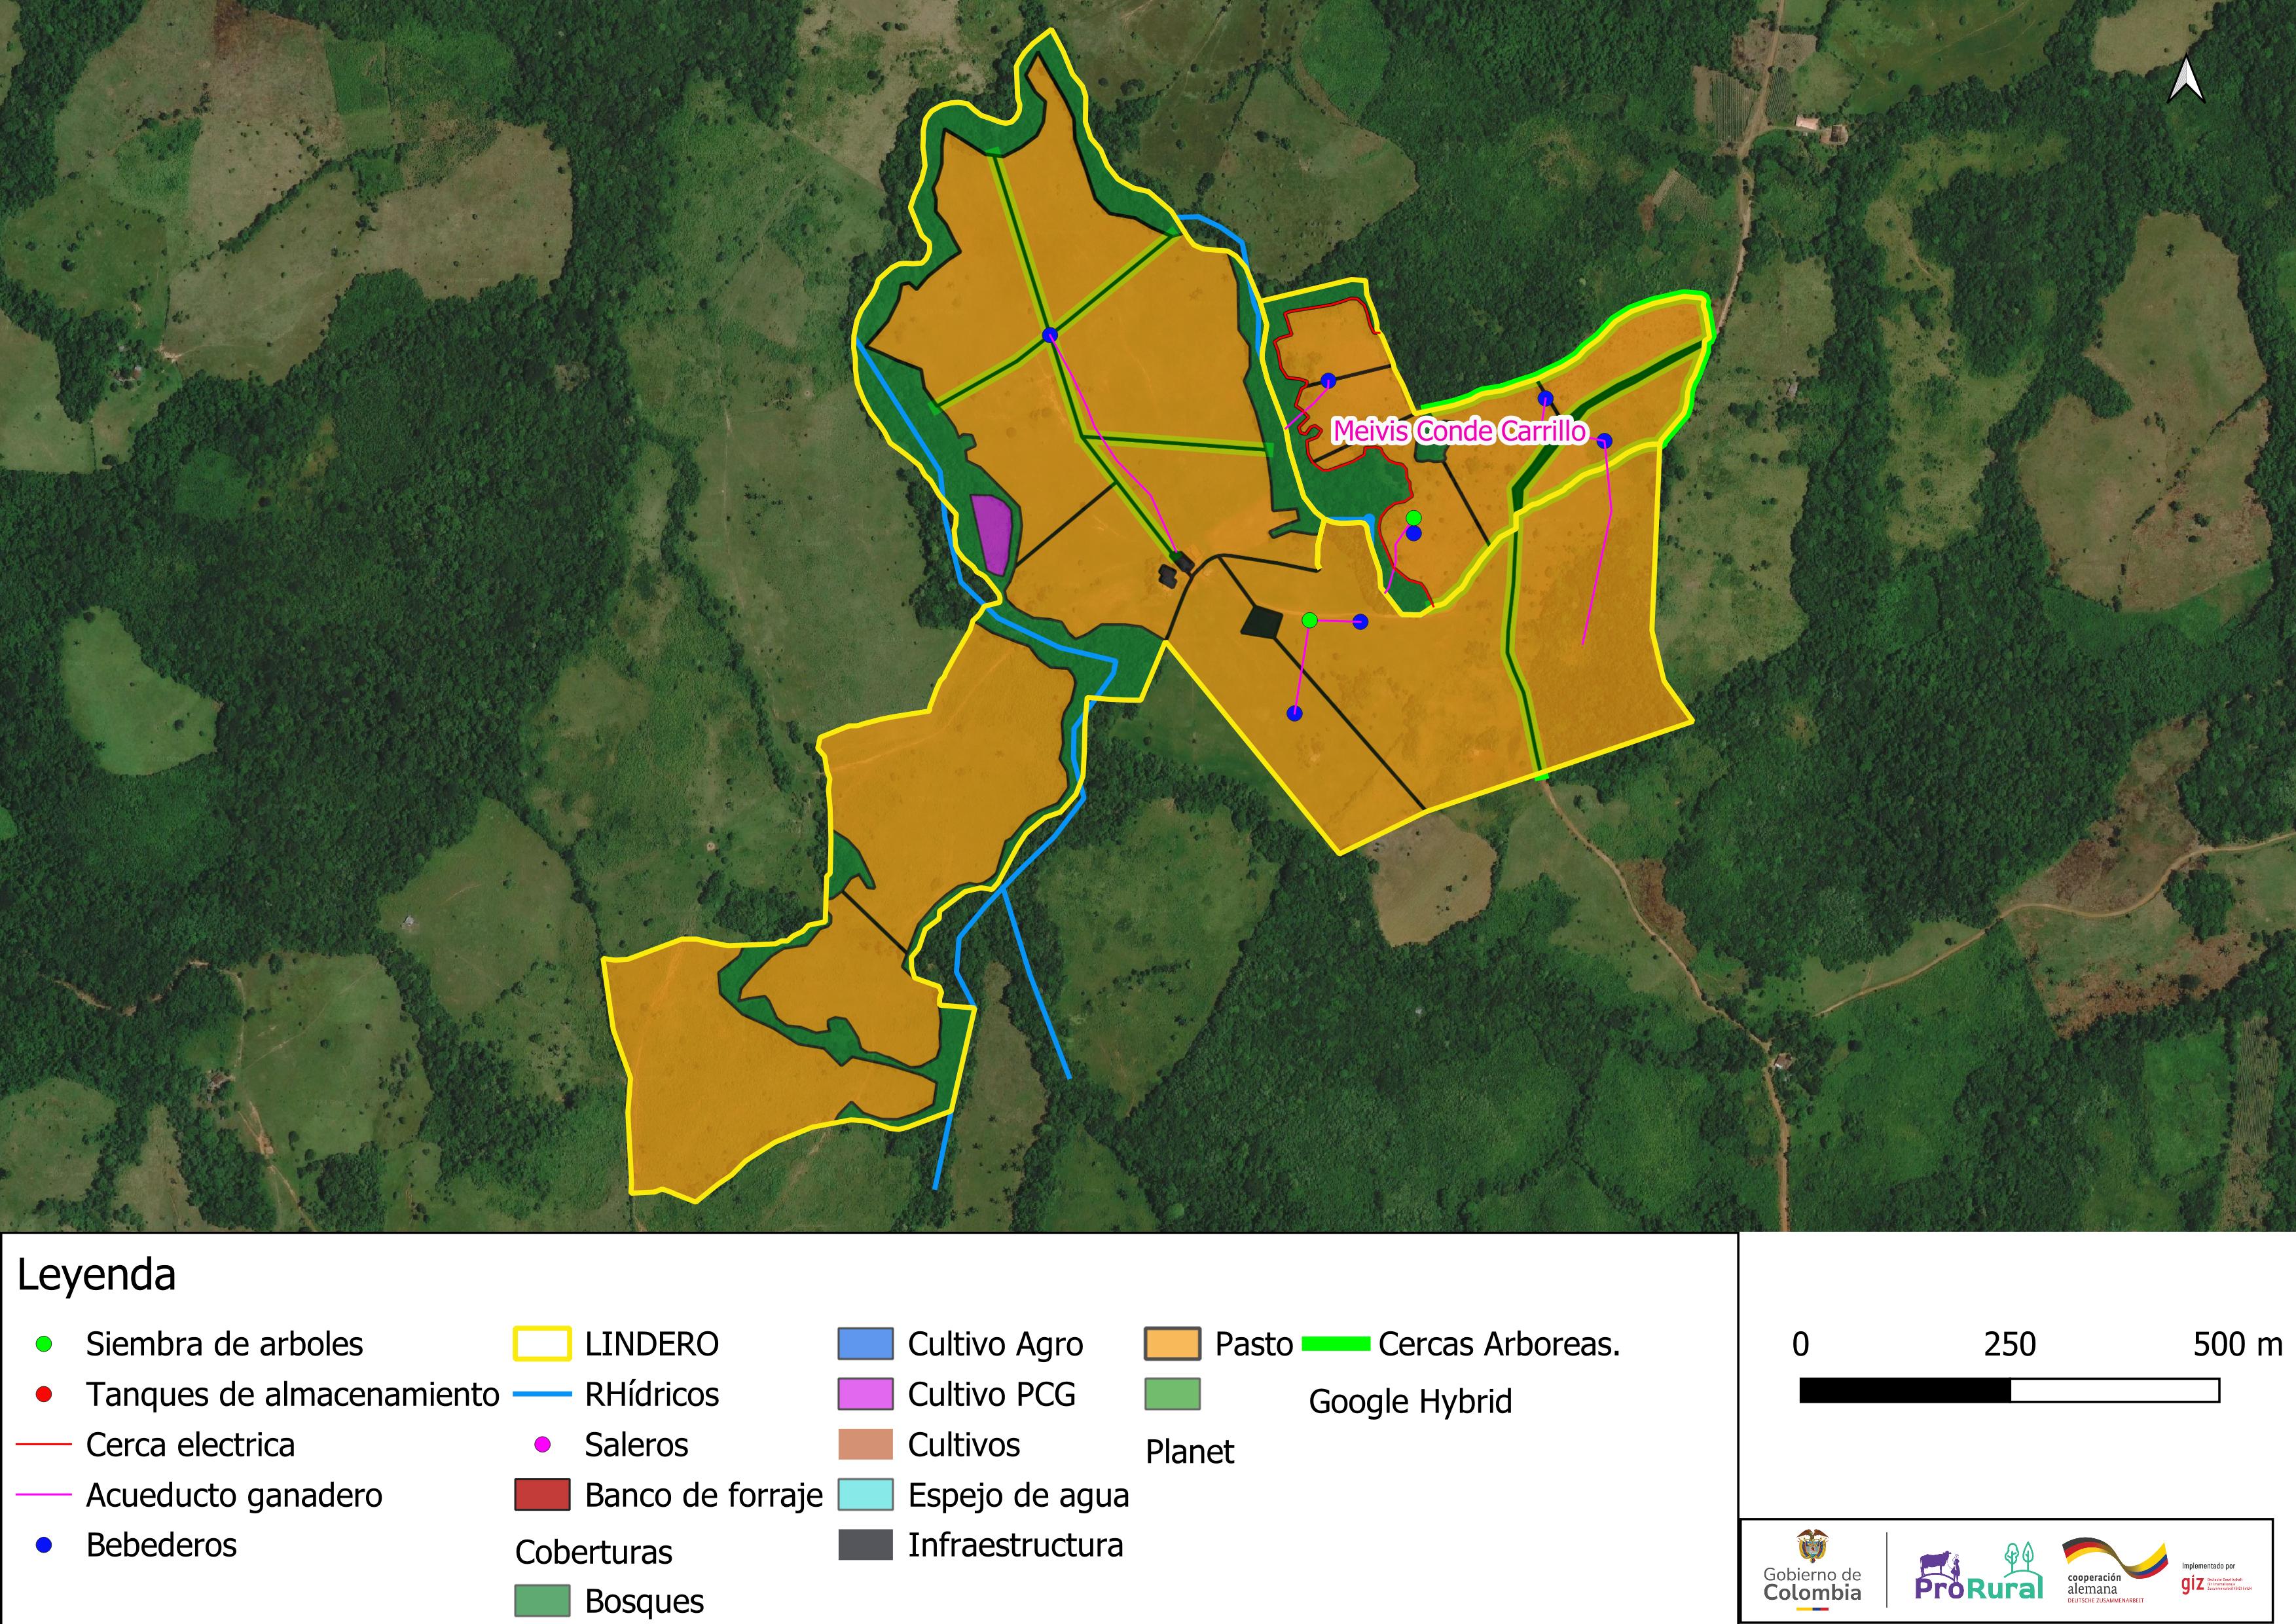 Meivis Conde Carrillo
Leyenda
Siembra de arboles
Tanques de almacenamiento
Cerca electrica
Acueducto ganadero
Bebederos
LINDERO
RHídricos
Saleros
Banco de forraje
Coberturas
Bosques
Cultivo Agro
Cultivo PCG
Cultivos
Espejo de agua
Infraestructura
Pasto
Planet
Cercas Arboreas.
Google Hybrid
0 250 500 m
Gobierno de
Colombia
ProRural
cooperación
alemana
DEUTSCHE ZUSAMMENARBEIT
Implementado por
giz